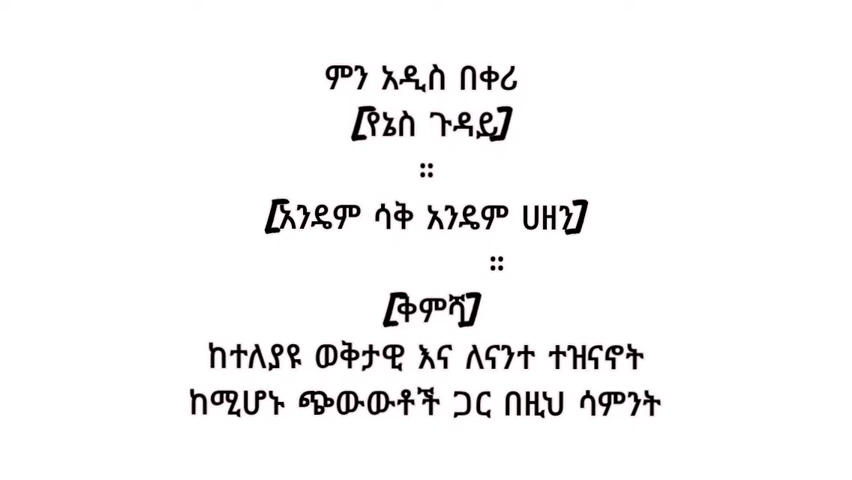 ምን አዲስ በቀሪ
[የኔስ ጉዳይ]
።
[አንዴም ሳቅ አንዴም ሀዘን]
።
[ቅምሻ]
ከተለያዩ ወቅታዊ እና ለናንተ ተዝናኖት
ከሚሆኑ ጭውውቶች ጋር በዚህ ሳምንት